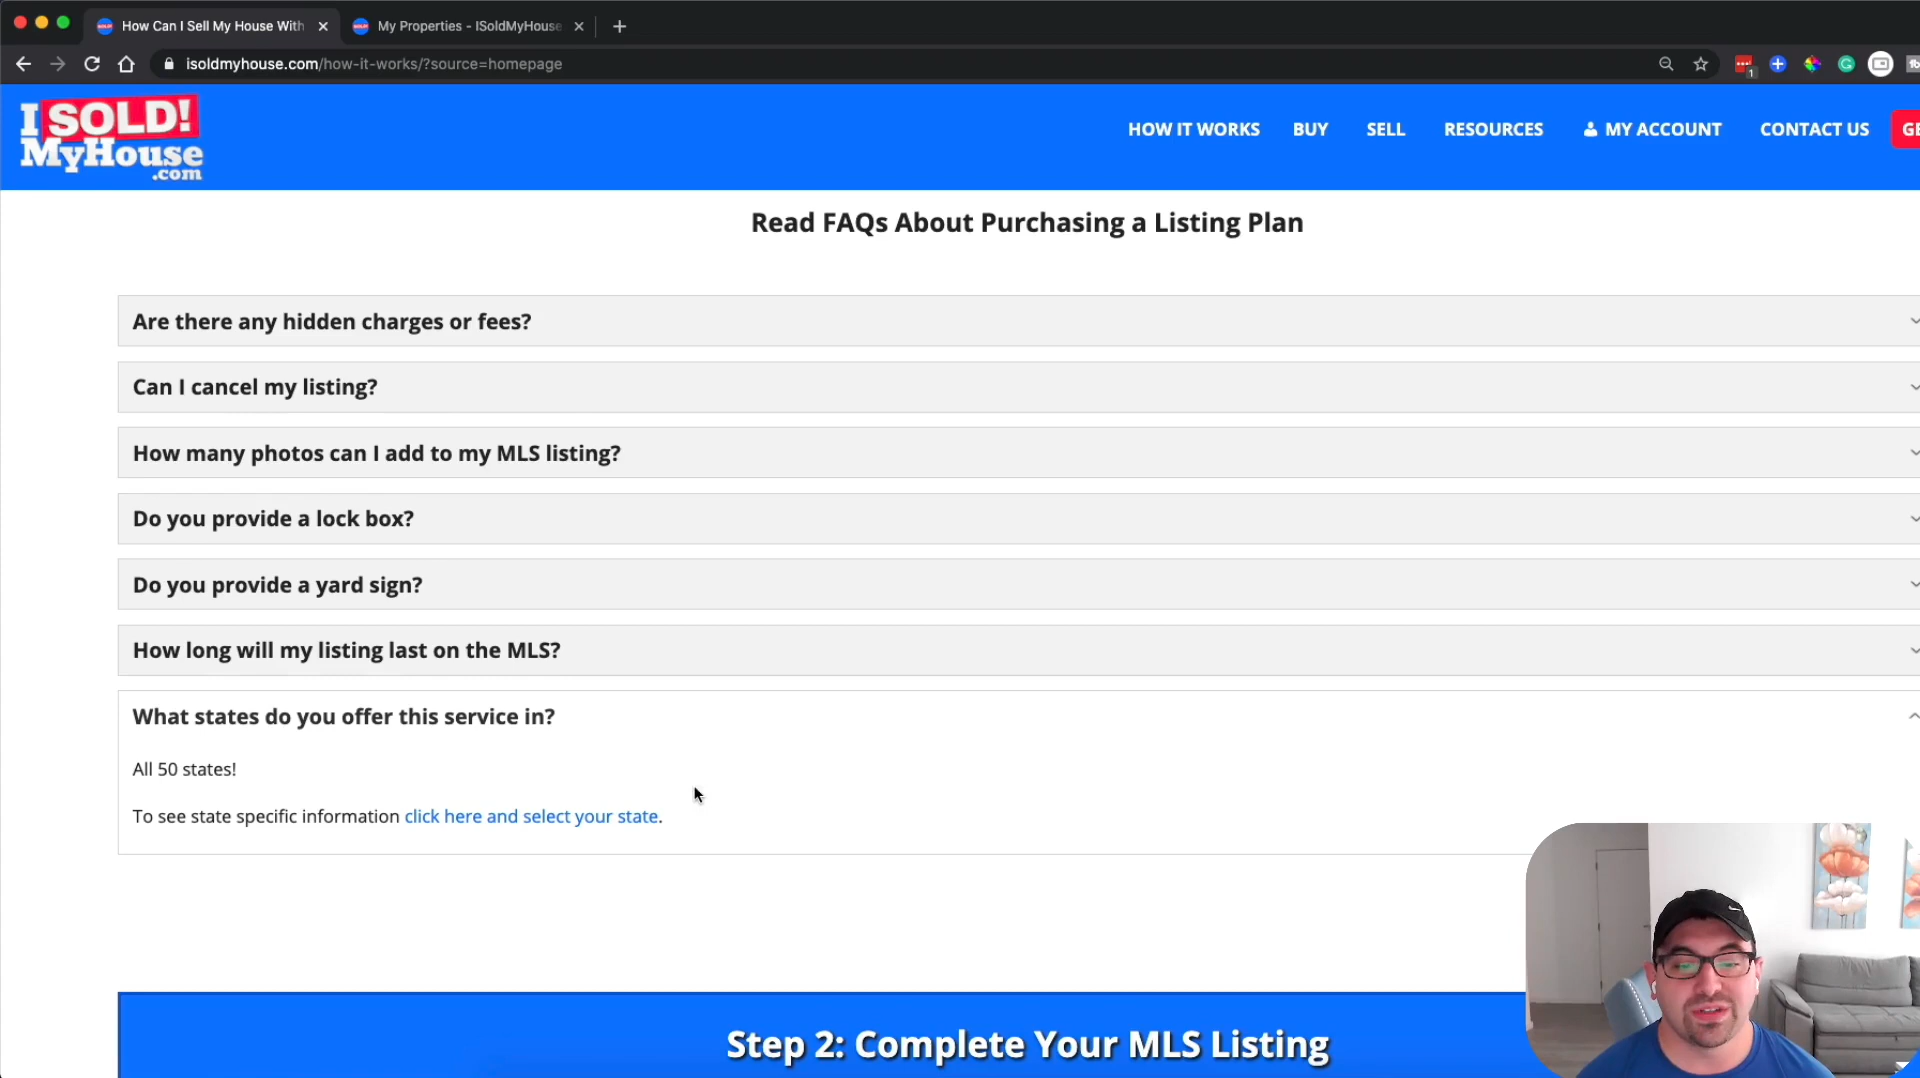 How Can I Sell My House With
My Properties - ISoldMyHouse
isoldmyhouse.com/how-it-works/?source=homepage
1
I SOLD!
MyHouse
.com
HOW IT WORKS
BUY
SELL
RESOURCES
MY ACCOUNT
CONTACT US
GE
Read FAQs About Purchasing a Listing Plan
Are there any hidden charges or fees?
Can I cancel my listing?
How many photos can I add to my MLS listing?
Do you provide a lock box?
Do you provide a yard sign?
How long will my listing last on the MLS?
What states do you offer this service in?
All 50 states!
To see state specific information click here and select your state.
Step 2: Complete Your MLS Listing